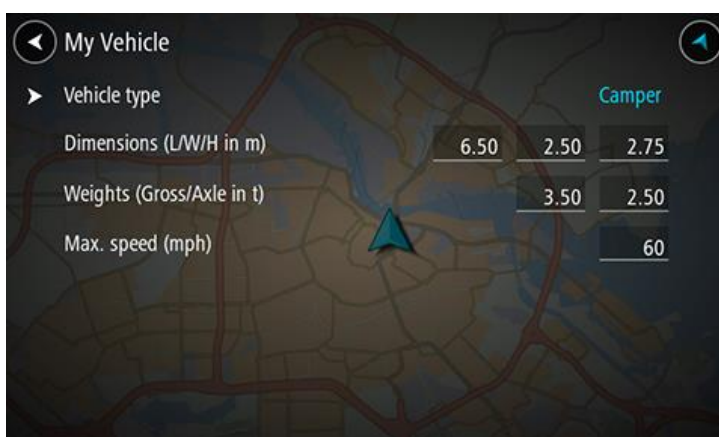 My Vehicle
Vehicle type Camper
Dimensions (L/W/H in m) 6.50 2.50 2.75
Weights (Gross/Axle in t) 3.50 2.50
Max. speed (mph) 60